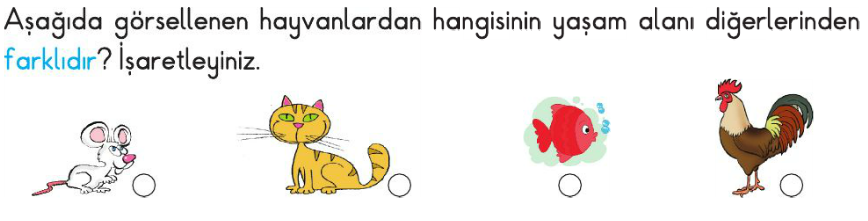 Aşağıda görsellenen hayvanlardan hangisinin yaşam alanı diğerlerinden
farklıdır? İşaretleyiniz.